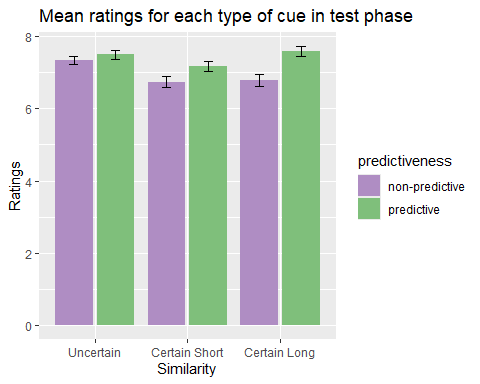 Mean ratings for each type of cue in test phase
8
6
4
2
0
Ratings
Uncertain
Certain Short
Certain Long
Similarity
predictiveness
non-predictive
predictive